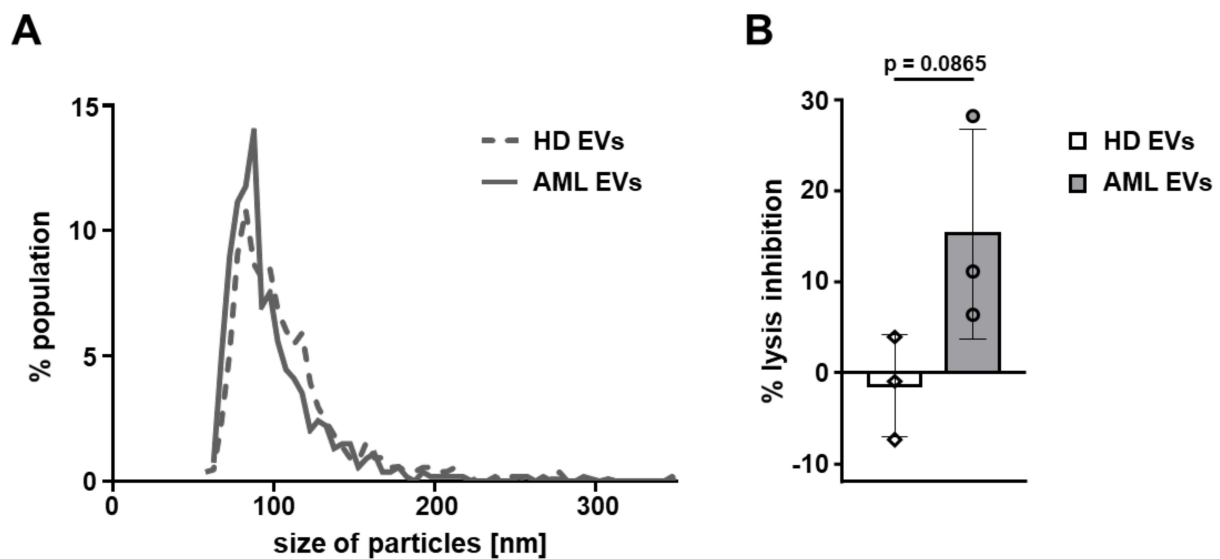 A
B
15
10
5
0
0
100
200
300
% population
size of particles [nm]
HD EVs
AML EVs
p = 0.0865
30
20
10
0
-10
% lysis inhibition
HD EVs
AML EVs